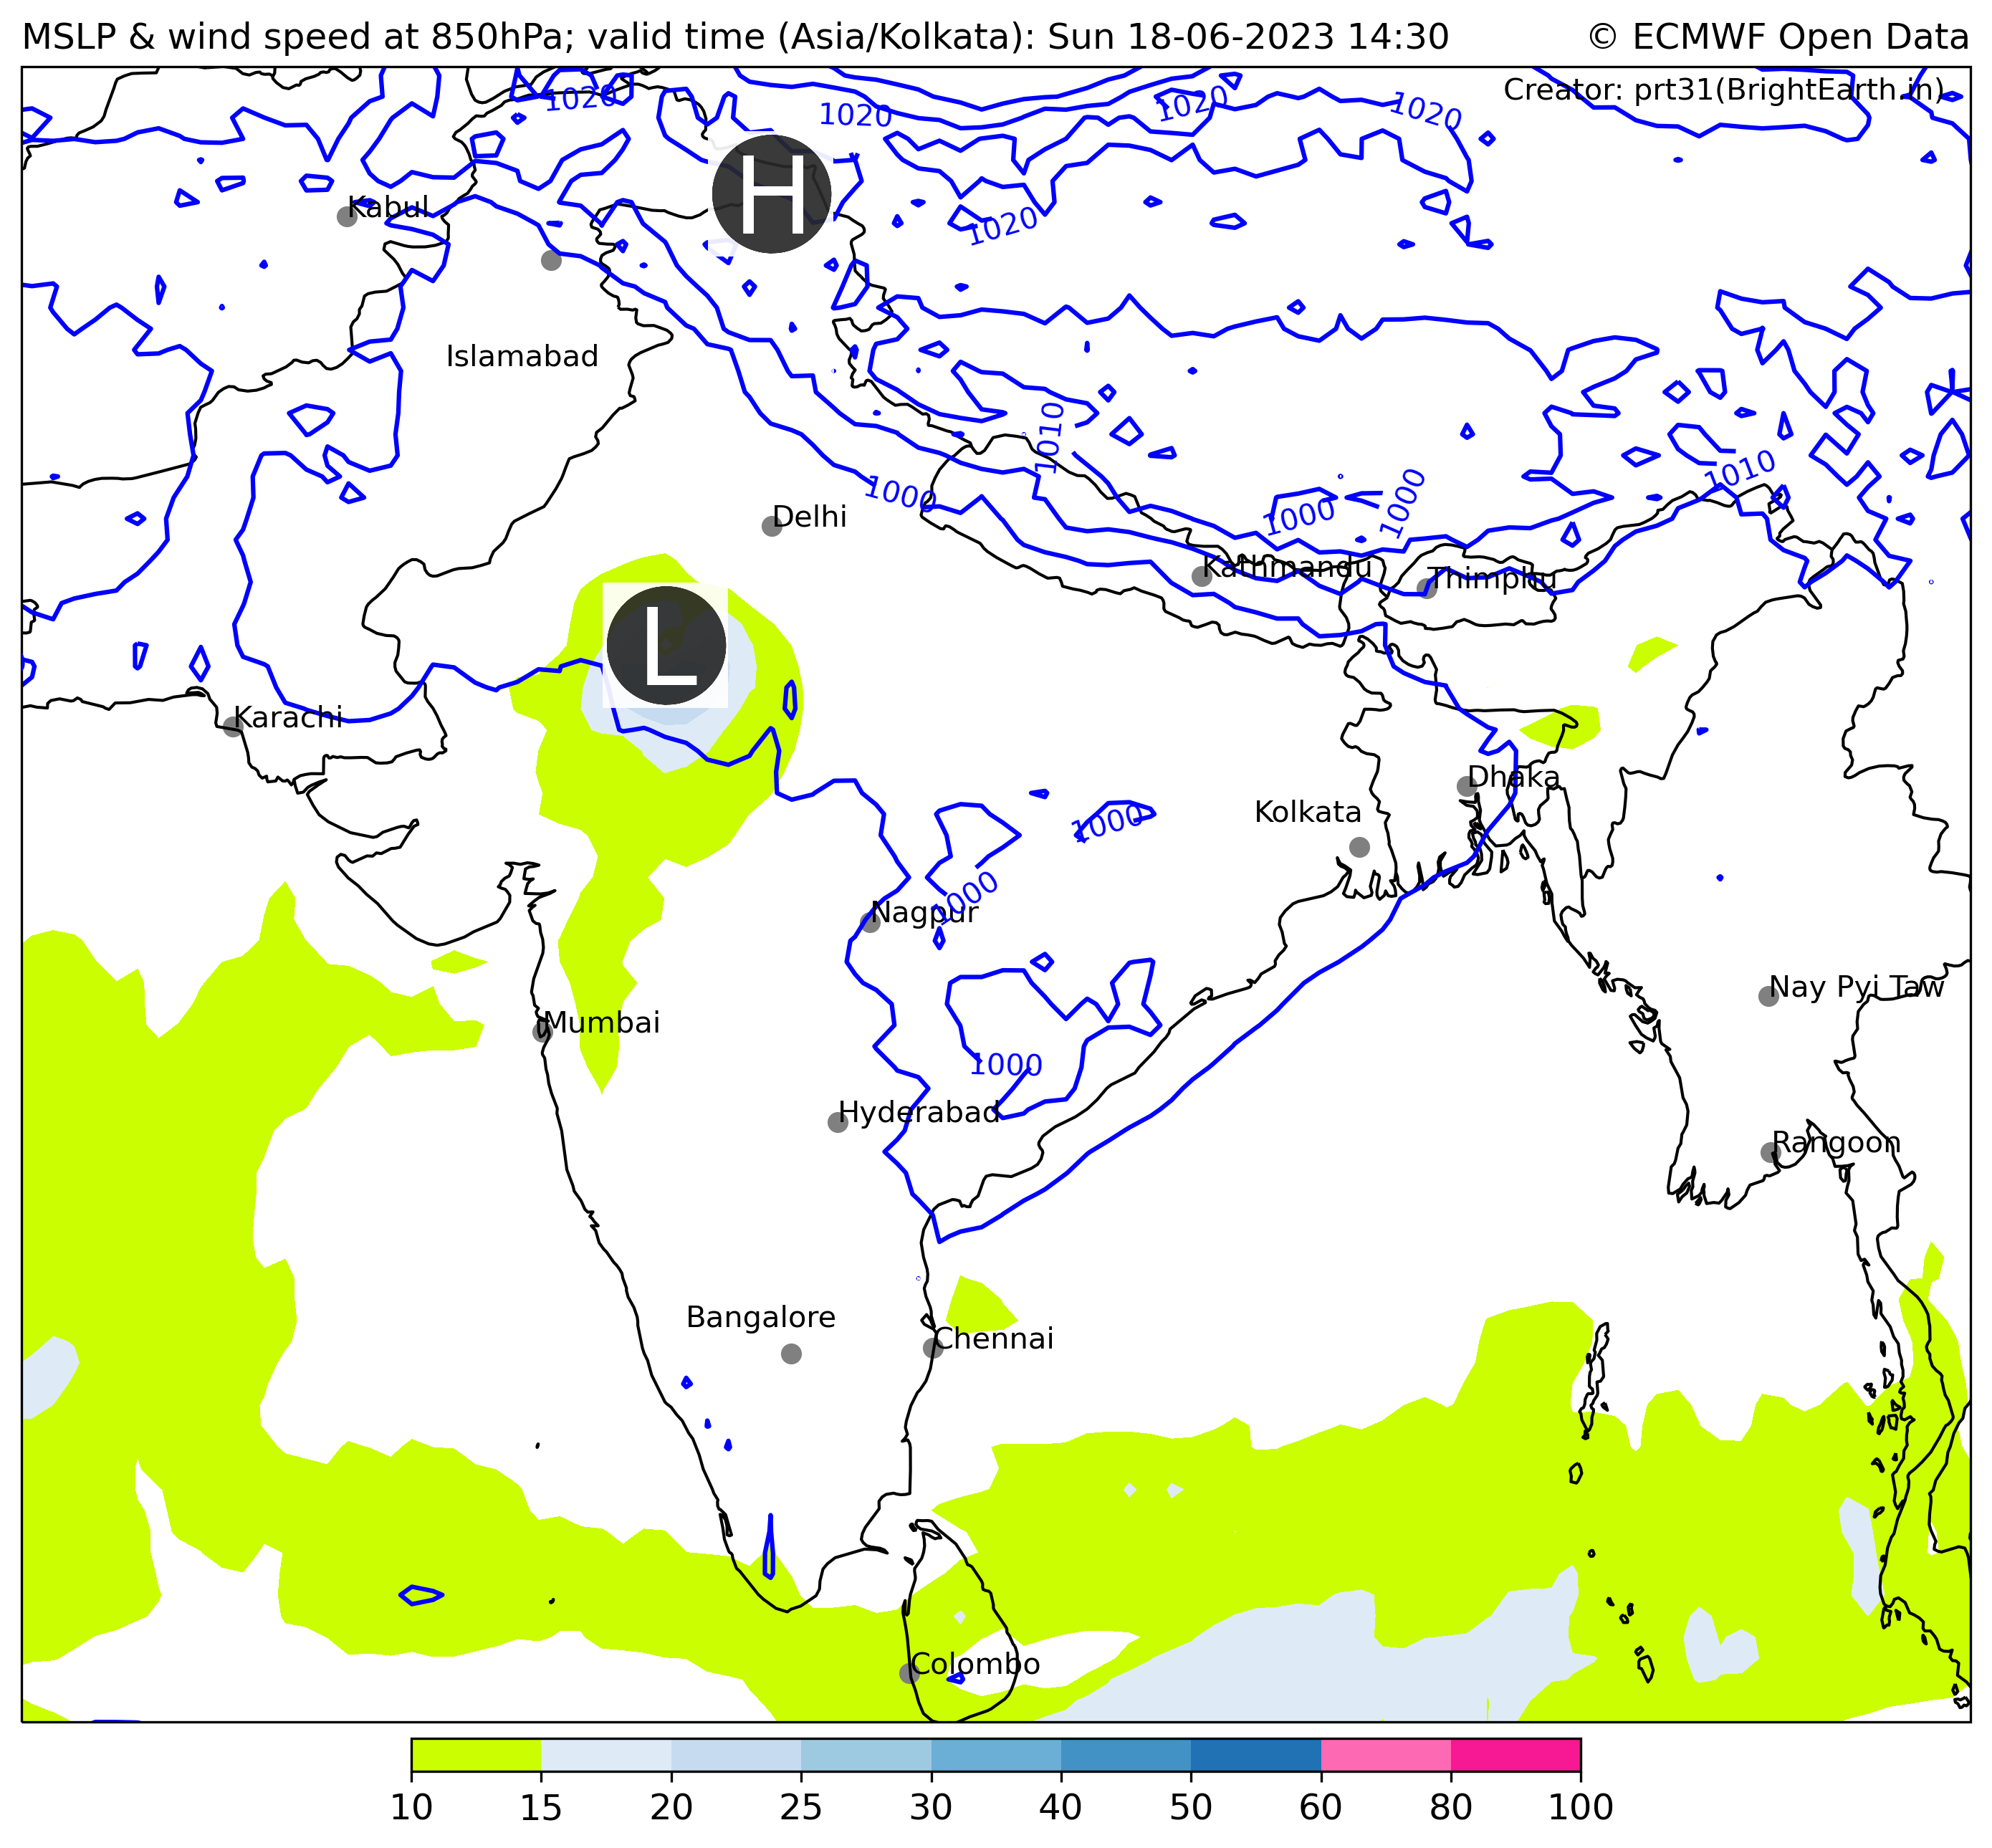 MSLP & wind speed at 850hPa; valid time (Asia/Kolkata): Sun 18-06-2023 14:30
© ECMWF Open Data
Creator: prt31(BrightEarth.in)
1020
1020
1020
1020
H
Kabul
1020
Islamabad
1010
1000
1010
Delhi
1000
1000
Kathmandu
Thimphu
L
Karachi
Dhaka
Kolkata
1000
1000
Nagpur
Nay Pyi Taw
Mumbai
1000
Hyderabad
Rangoon
Bangalore
Chennai
Colombo
10 15 20 25 30 40 50 60 80 100